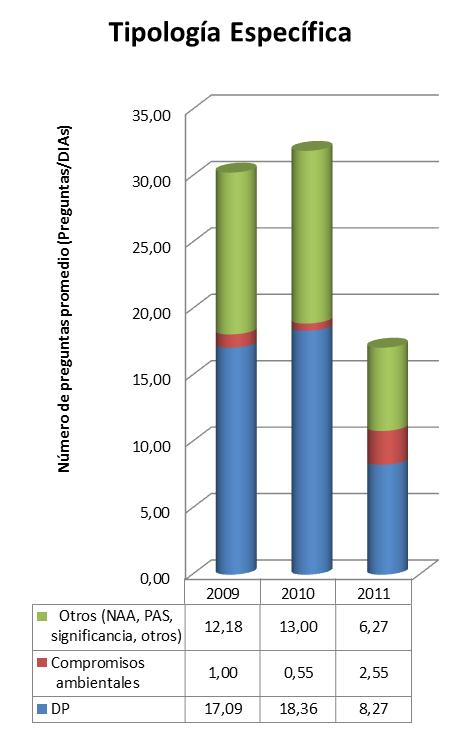 Tipología Específica
Número de preguntas promedio (Preguntas/DIAs)
35,00
30,00
25,00
20,00
15,00
10,00
5,00
0,00
2009 2010 2011
Otros (NAA, PAS,
significancia, otros) 12,18 13,00 6,27
Compromisos
ambientales 1,00 0,55 2,55
DP 17,09 18,36 8,27